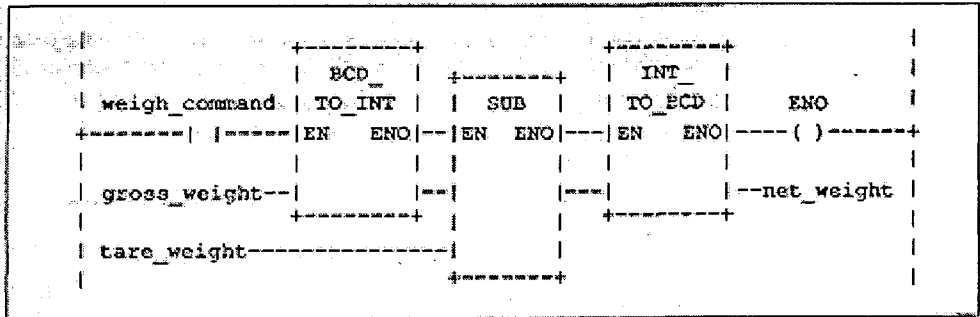 BCD_ INT_
weigh_command TO_INT SUB TO_BCD ENO
EN ENO EN ENO EN ENO ( )
gross_weight net_weight
tare_weight